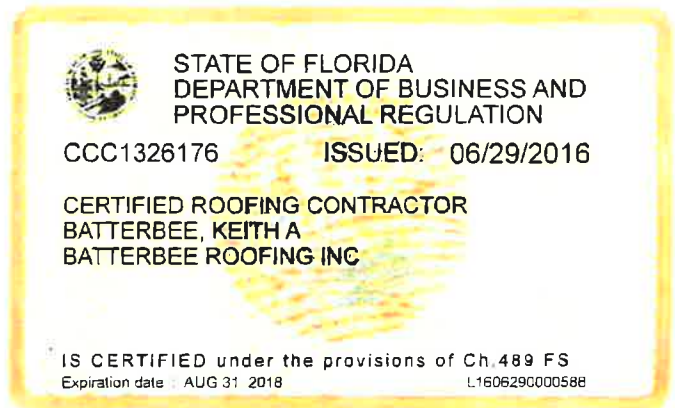 STATE OF FLORIDA
DEPARTMENT OF BUSINESS AND
PROFESSIONAL REGULATION
CCC1326176 ISSUED: 06/29/2016
CERTIFIED ROOFING CONTRACTOR
BATTERBEE, KEITH A
BATTERBEE ROOFING INC
IS CERTIFIED under the provisions of Ch.489 FS
Expiration date : AUG 31 2018 L1606290000588